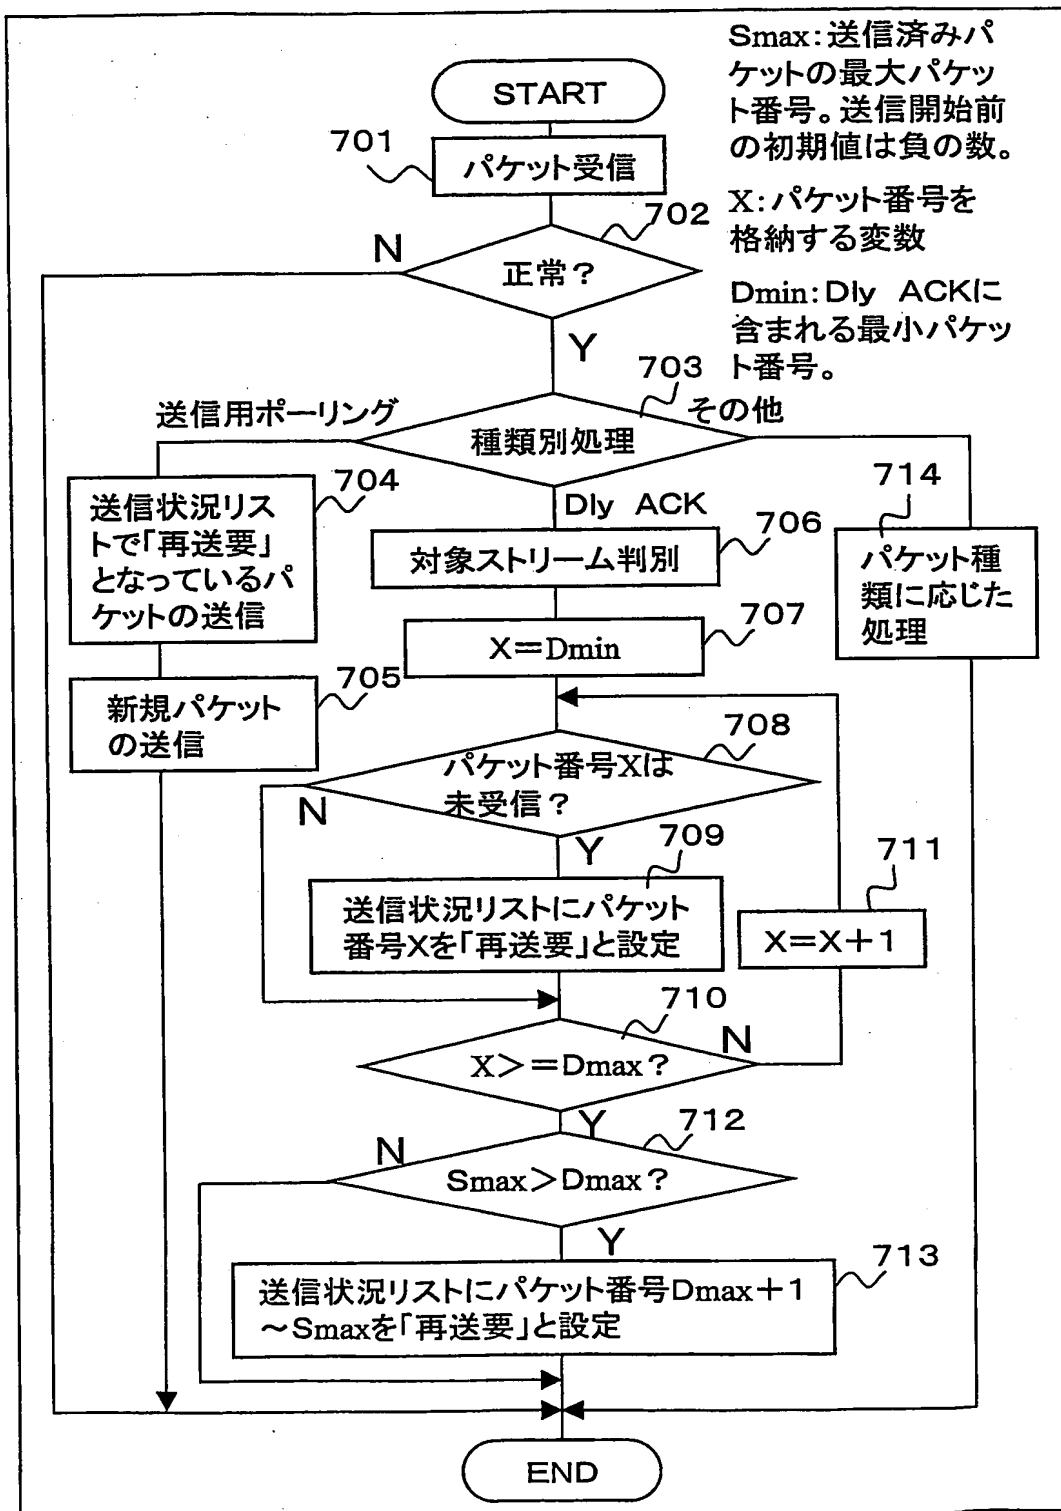 Smax:送信済みパ
ケットの最大パケッ
ト番号。送信開始前
の初期値は負の数。
X:パケット番号を
格納する変数
Dmin:Dly ACKに
含まれる最小パケッ
ト番号。
START
701
パケット受信
702
N
正常?
Y
703
送信用ポーリング
その他
種類別処理
704
送信状況リス
トで「再送要」
となっているパ
ケットの送信
Dly ACK
714
パケット種
類に応じた
処理
706
対象ストリーム判別
707
X=Dmin
705
新規パケット
の送信
708
パケット番号Xは
未受信?
N
Y
709
送信状況リストにパケット
番号Xを「再送要」と設定
711
X=X+1
710
N
X>=Dmax?
Y
712
N
Smax>Dmax?
Y
713
送信状況リストにパケット番号Dmax+1
~Smaxを「再送要」と設定
END